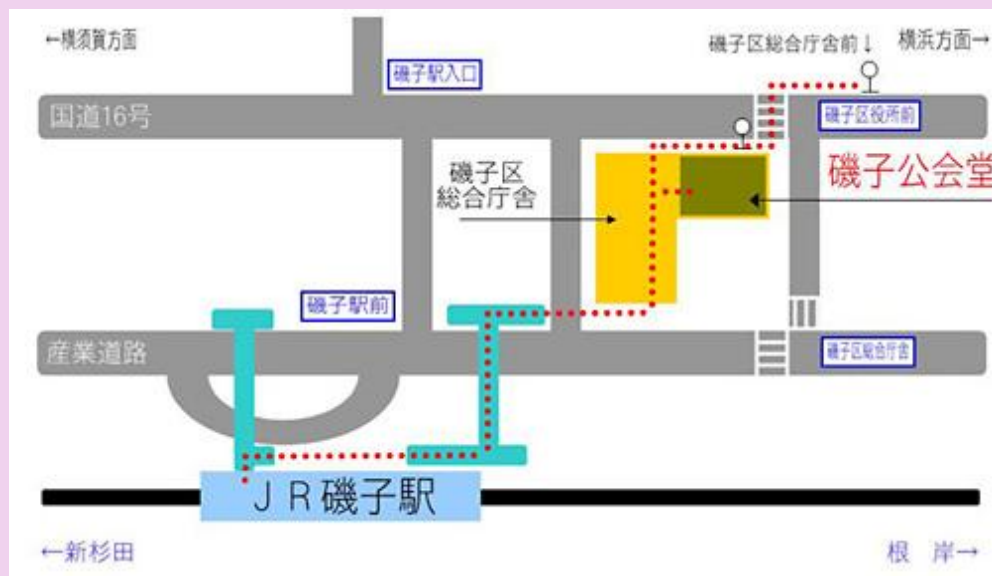 ←横須賀方面
磯子区総合庁舎前↓
横浜方面→
磯子駅入口
国道16号
磯子区役所前
磯子区
総合庁舎
磯子公会堂
磯子駅前
産業道路
磯子区総合庁舎
JR磯子駅
←新杉田
根 岸→